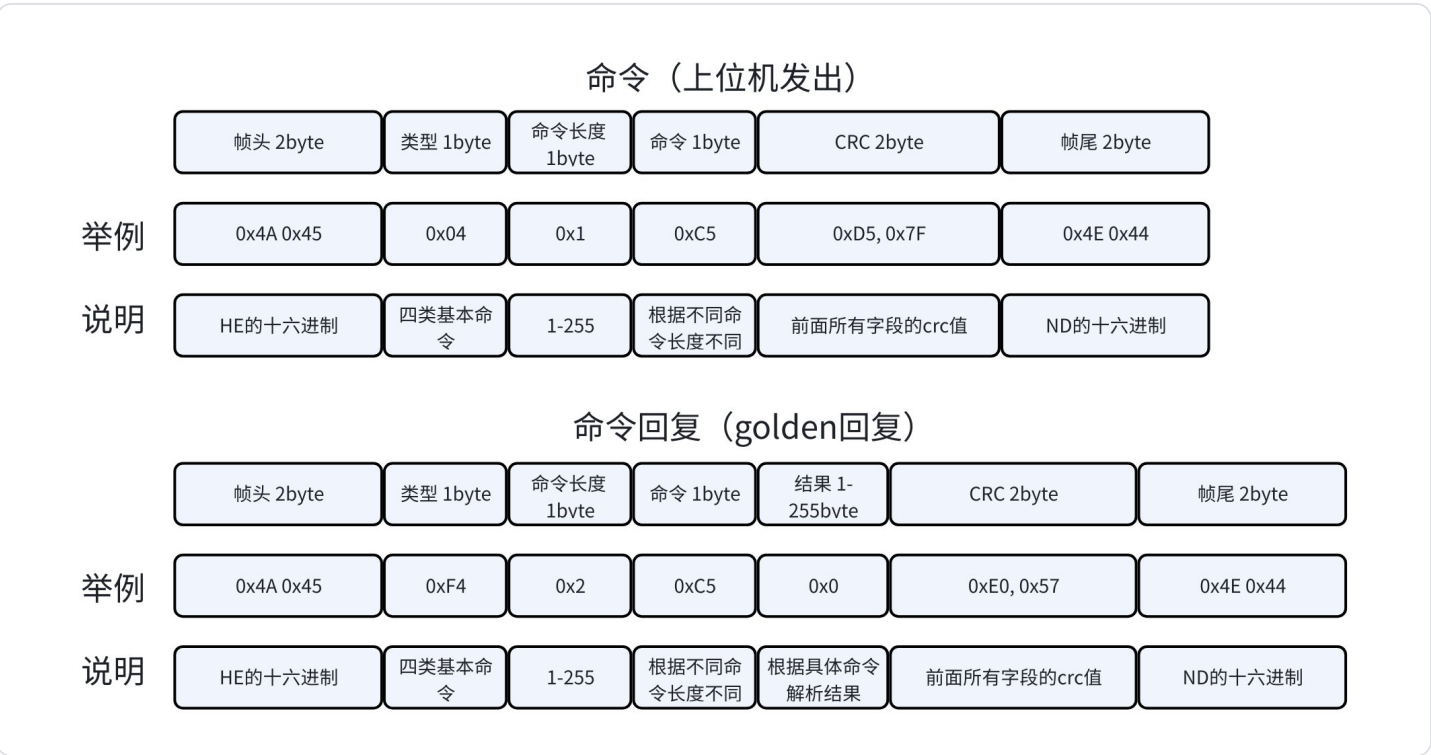 命令（上位机发出）
帧头 2byte
类型 1byte
命令长度
1byte
命令 1byte
CRC 2byte
帧尾 2byte
举例
0x4A 0x45
0x04
0x1
0xC5
0xD5, 0x7F
0x4E 0x44
说明
HE的十六进制
四类基本命
令
1-255
根据不同命
令长度不同
前面所有字段的crc值
ND的十六进制
命令回复（golden回复）
帧头 2byte
类型 1byte
命令长度
1byte
命令 1byte
结果 1-
255byte
CRC 2byte
帧尾 2byte
举例
0x4A 0x45
0xF4
0x2
0xC5
0x0
0xE0, 0x57
0x4E 0x44
说明
HE的十六进制
四类基本命
令
1-255
根据不同命
令长度不同
根据具体命令
解析结果
前面所有字段的crc值
ND的十六进制